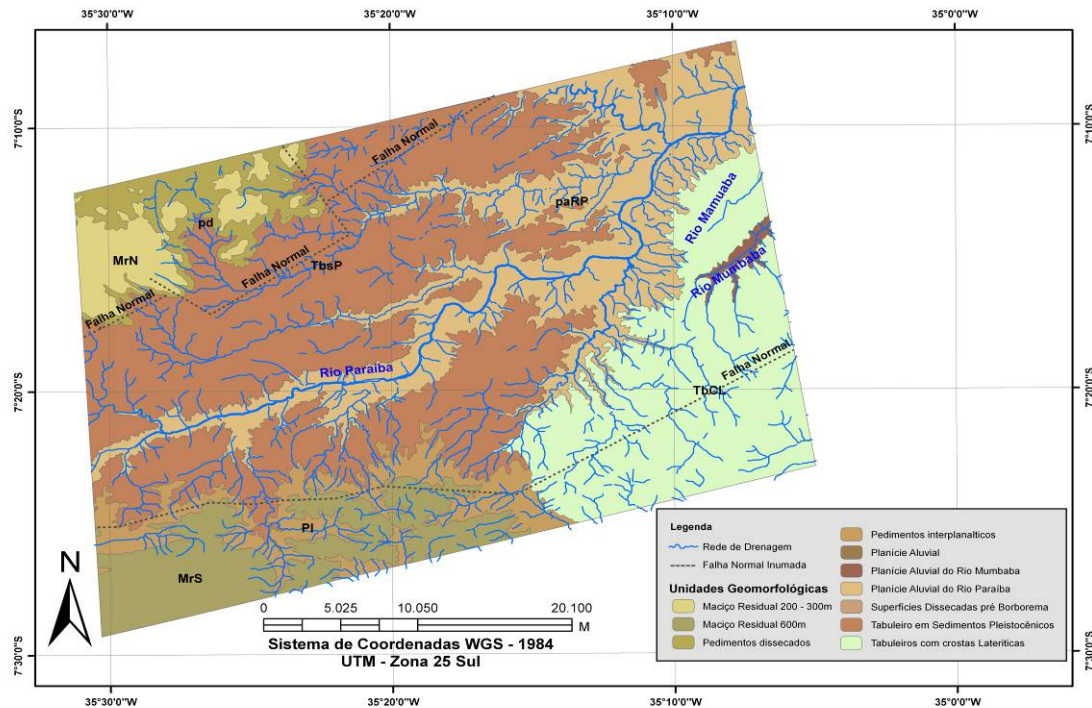 35°30'0"W 35°20'0"W 35°10'0"W 35°0'0"W
7°10'0"S
7°20'0"S
7°30'0"S
7°10'0"S
7°20'0"S
7°30'0"S
Falha Normal
Rio Mamuaba
paRP
pd
MrN
Falha Normal
TbsP
Rio Mumbaba
Falha Normal
Rio Paraiba
Falha Normal
TbCL
PI
MrS
N
0 5.025 10.050 20.100
M
Sistema de Coordenadas WGS - 1984
UTM - Zona 25 Sul
Legenda
Rede de Drenagem
Falha Normal Inumada
Unidades Geomorfológicas
Maciço Residual 200 - 300m
Maciço Residual 600m
Pedimentos dissecados
Pedimentos interplanalticos
Planície Aluvial
Planície Aluvial do Rio Mumbaba
Planície Aluvial do Rio Paraíba
Superfícies Dissecadas pré Borborema
Tabuleiro em Sedimentos Pleistocênicos
Tabuleiros com crostas Lateriticas
35°30'0"W 35°20'0"W 35°10'0"W 35°0'0"W